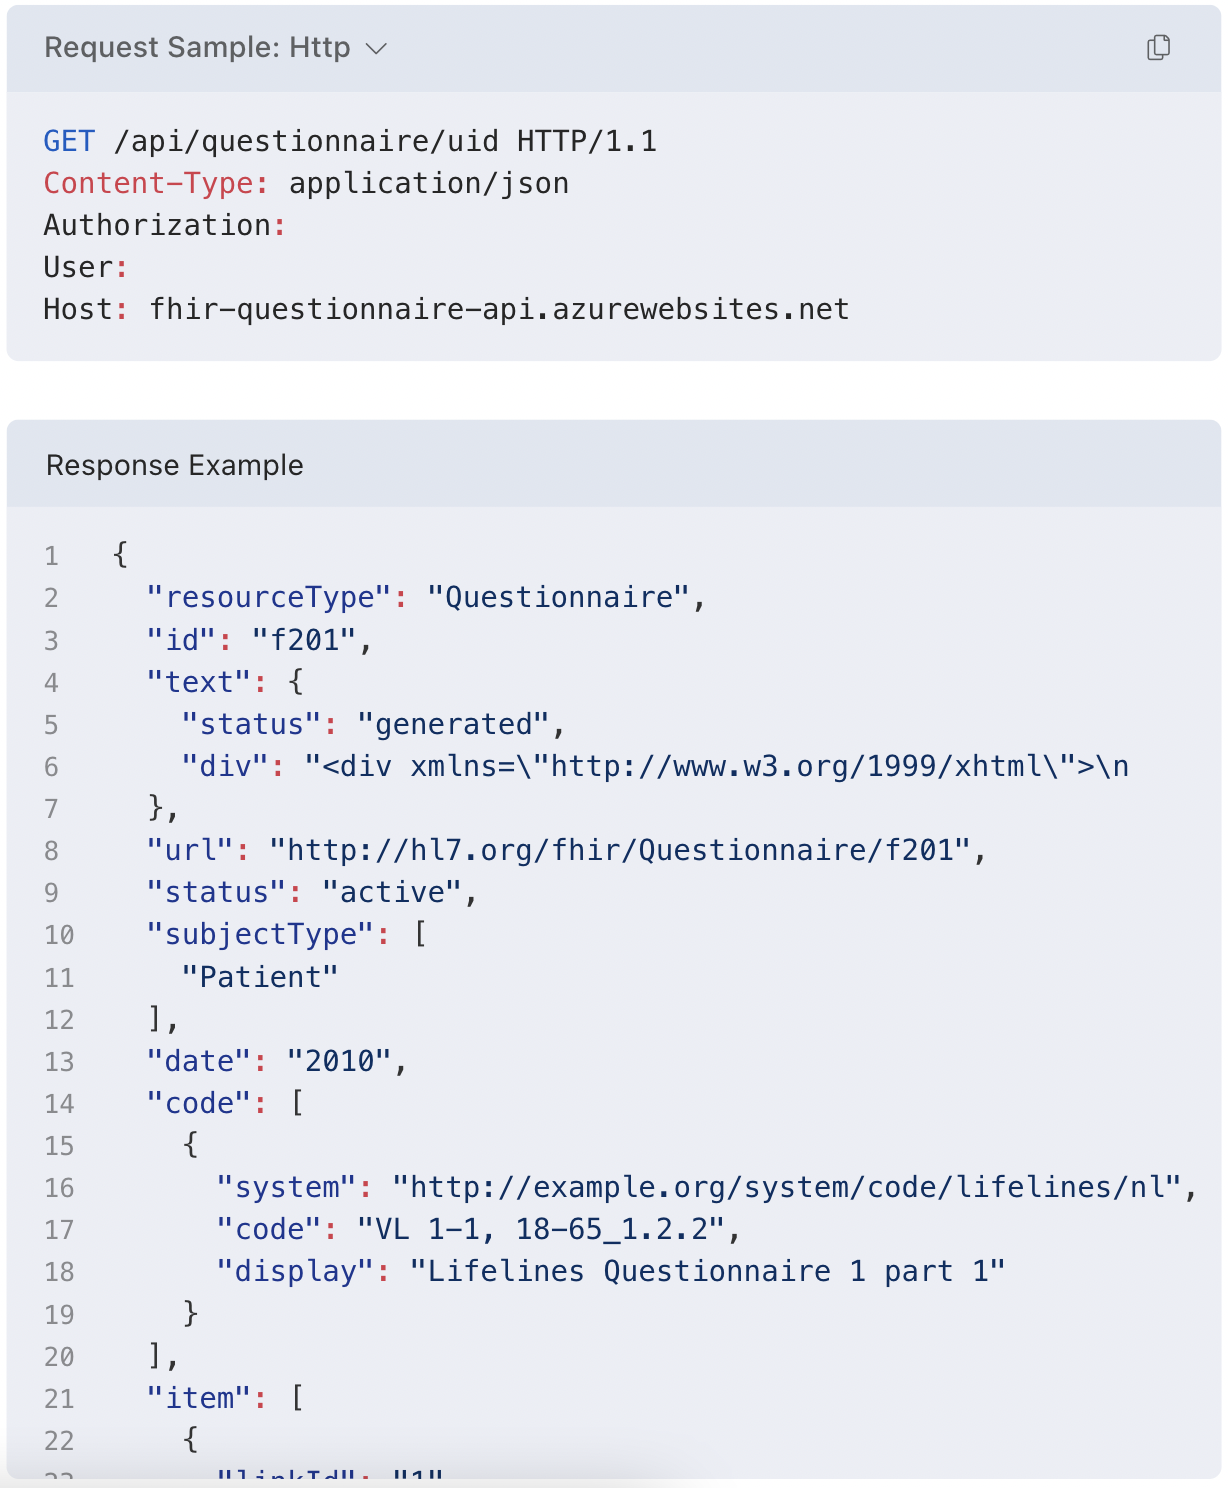 Request Sample: Http
GET /api/questionnaire/uid HTTP/1.1
Content-Type: application/json
Authorization:
User:
Host: fhir-questionnaire-api.azurewebsites.net
Response Example
1 {
2 "resourceType": "Questionnaire",
3 "id": "f201",
4 "text": {
5 "status": "generated",
6 "div": "<div xmlns=\"http://www.w3.org/1999/xhtml\">\n
7 },
8 "url": "http://hl7.org/fhir/Questionnaire/f201",
9 "status": "active",
10 "subjectType": [
11 "Patient"
12 ],
13 "date": "2010",
14 "code": [
15 {
16 "system": "http://example.org/system/code/lifelines/nl",
17 "code": "VL 1-1, 18-65_1.2.2",
18 "display": "Lifelines Questionnaire 1 part 1"
19 }
20 ],
21 "item": [
22 {
23 "linkId": "1"